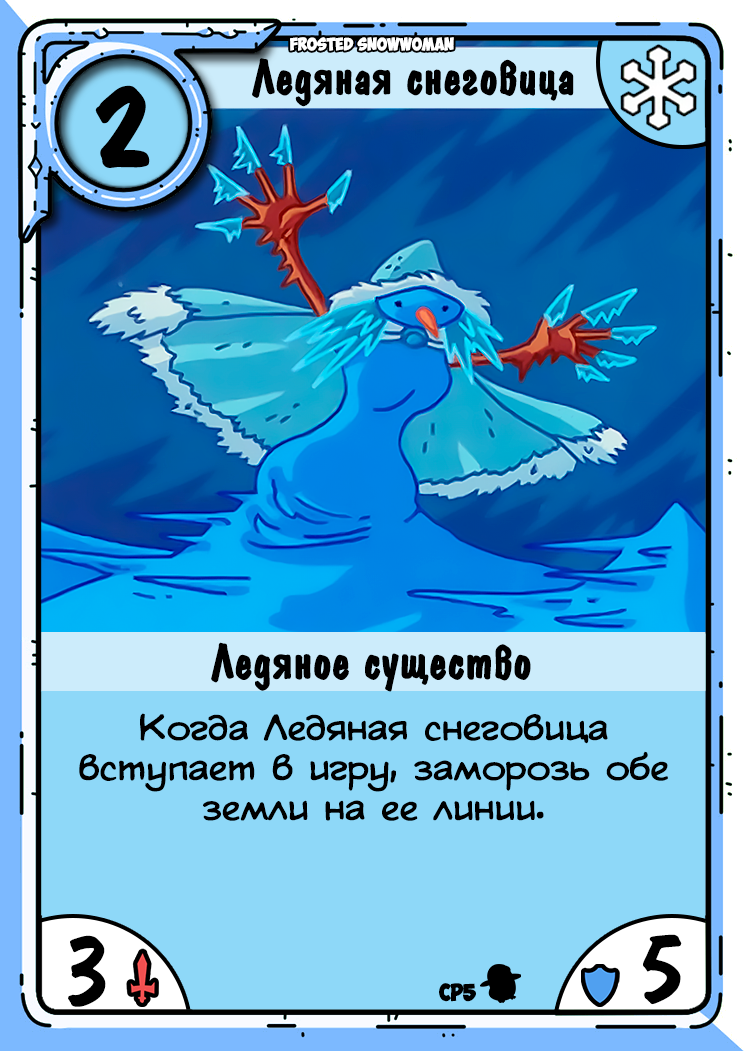 FROSTED SNOWWOMAN
2
Ледяная снеговица
Ледяное существо
Когда Ледяная снеговица
вступает в игру, заморозь обе
земли на ее линии.
3
CP5
5